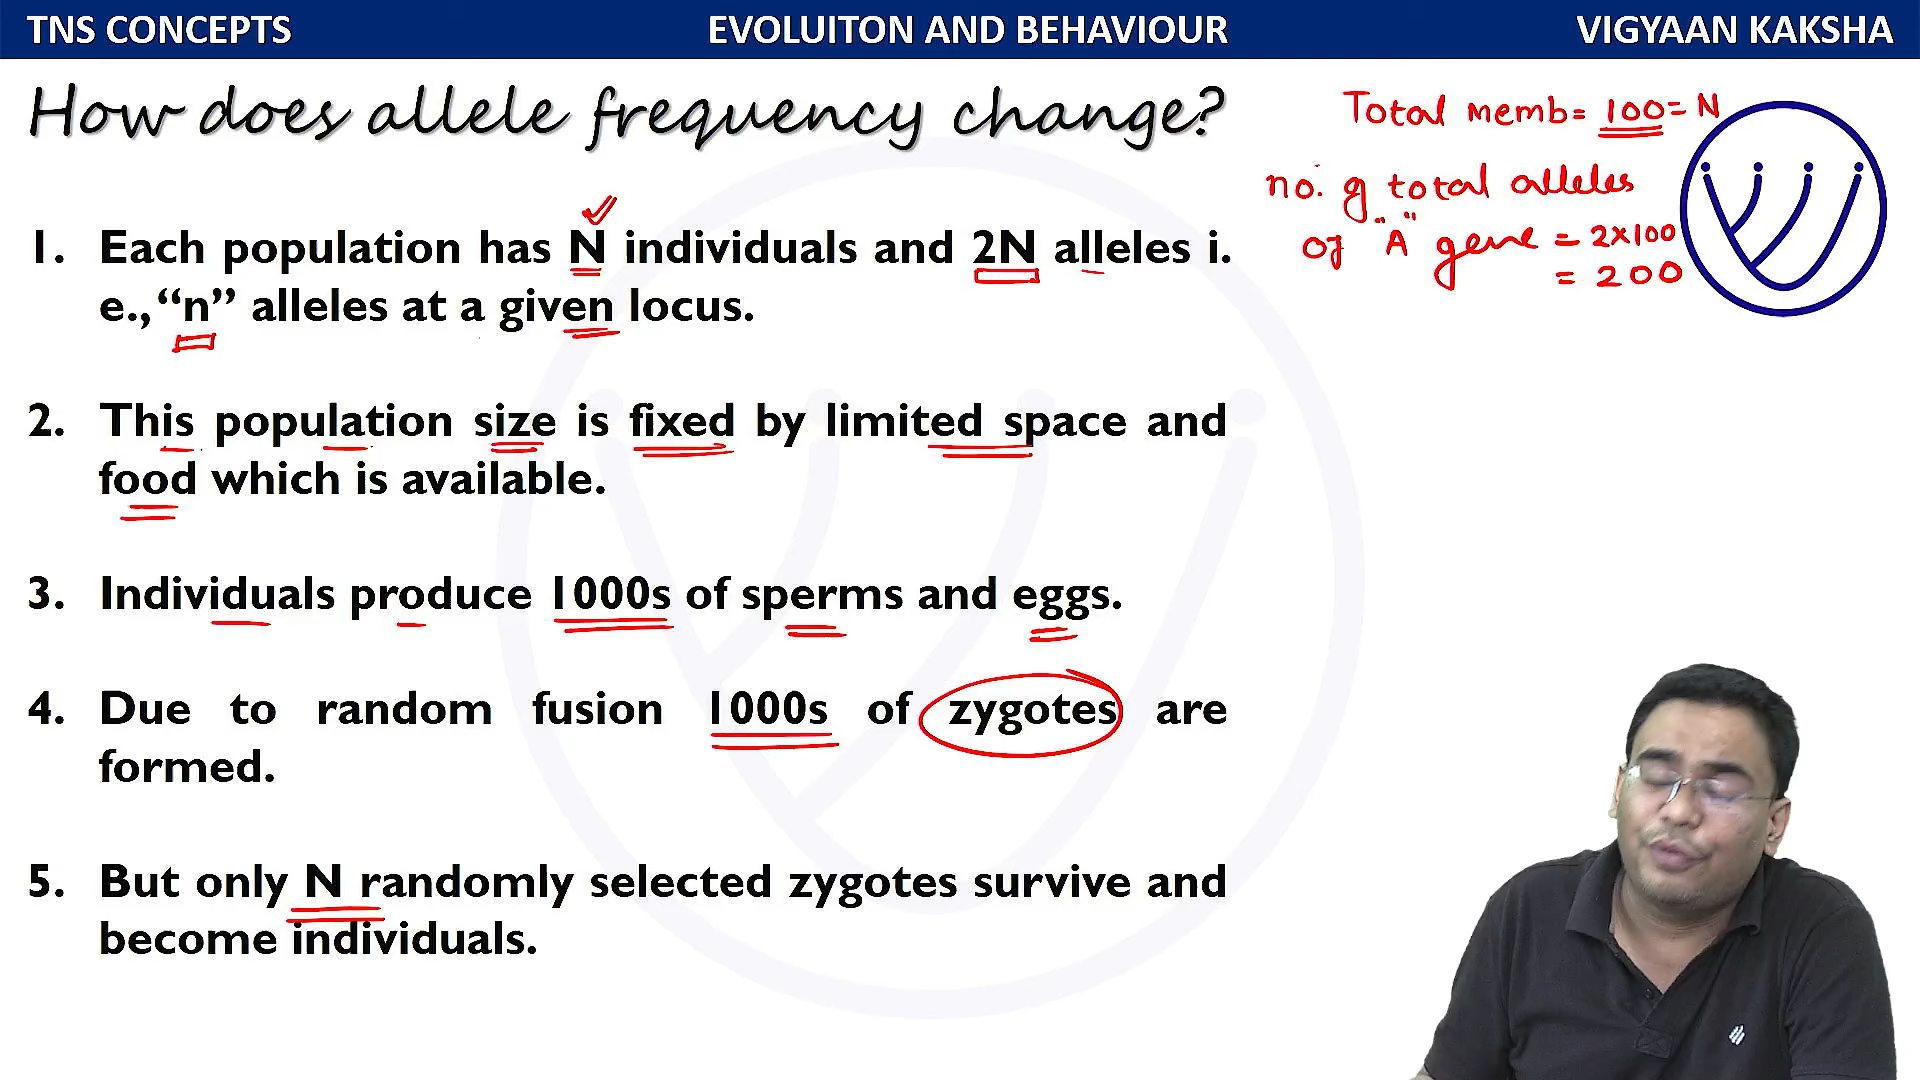 TNS CONCEPTS
EVOLUITON AND BEHAVIOUR
VIGYAAN KAKSHA
How does allele frequency change?
Total memb = 100 = N
no. of total alleles
of "A" gene = 2×100
= 200
1. Each population has N individuals and 2N alleles i.
e., “n” alleles at a given locus.
2. This population size is fixed by limited space and
food which is available.
3. Individuals produce 1000s of sperms and eggs.
4. Due to random fusion 1000s of zygotes are
formed.
5. But only N randomly selected zygotes survive and
become individuals.